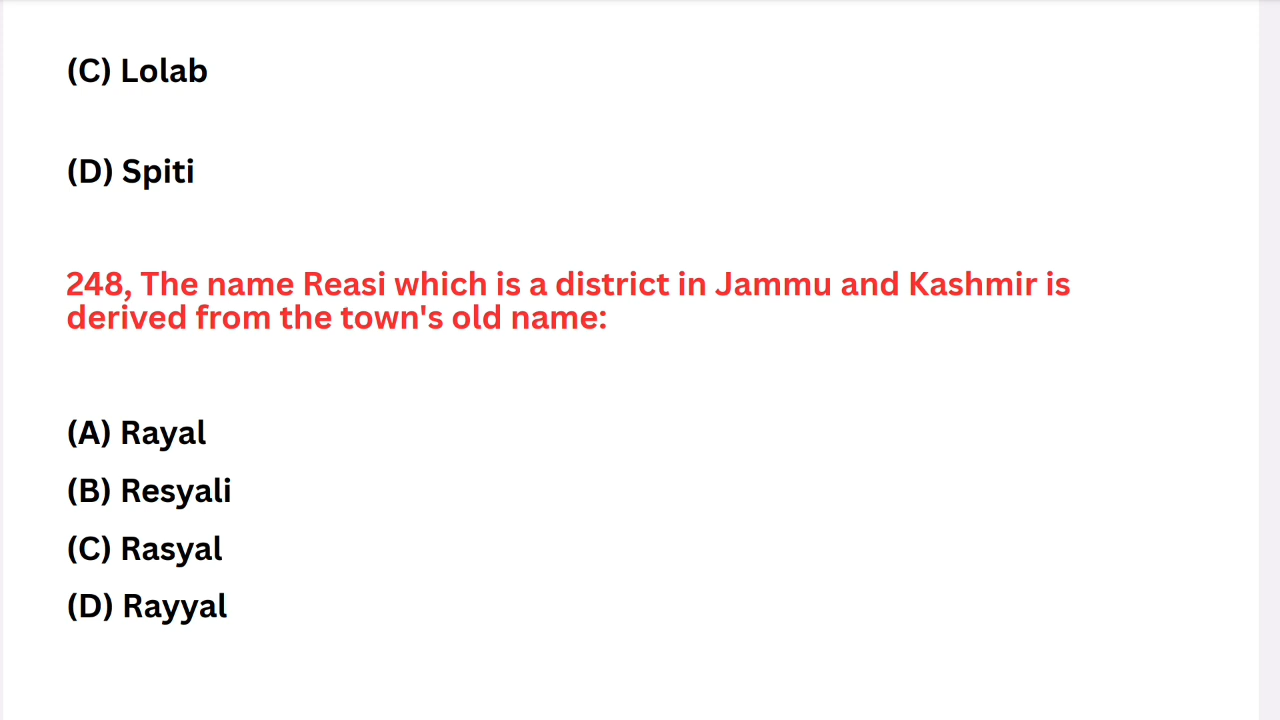 (C) Lolab
(D) Spiti
248, The name Reasi which is a district in Jammu and Kashmir is
derived from the town's old name:
(A) Rayal
(B) Resyali
(C) Rasyal
(D) Rayyal